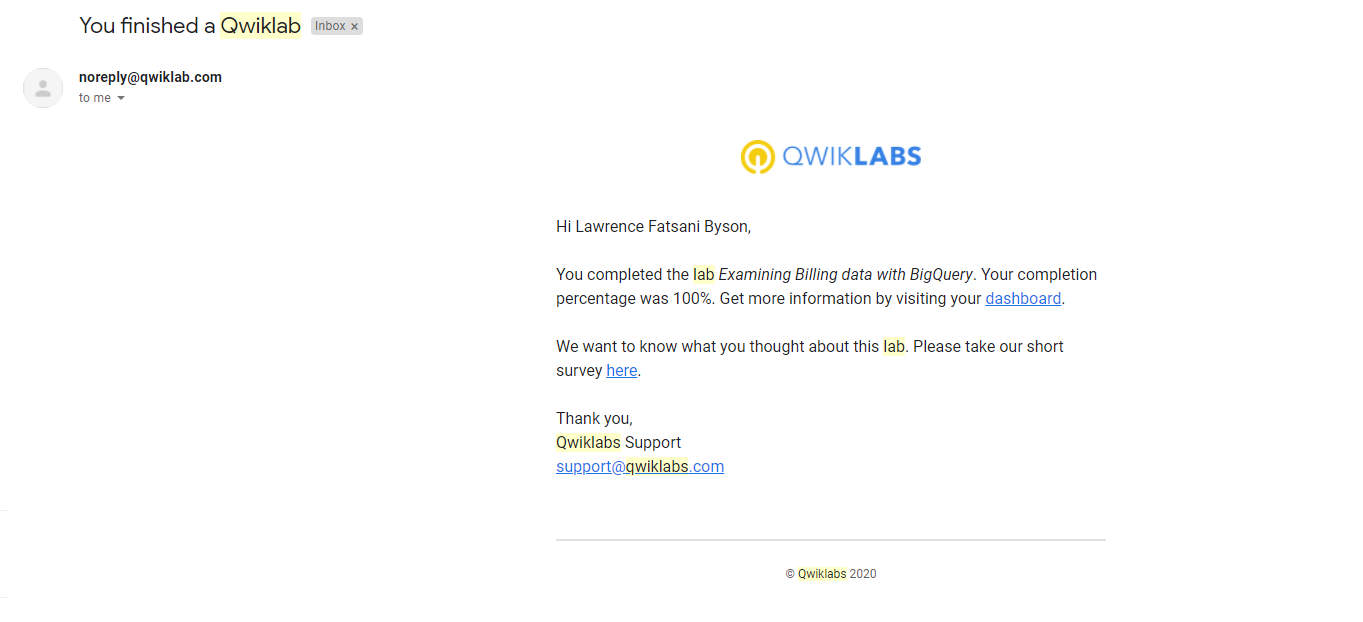 You finished a Qwiklab Inbox ×
noreply@qwiklab.com
to me
QWIKLABS
Hi Lawrence Fatsani Byson,
You completed the lab Examining Billing data with BigQuery. Your completion
percentage was 100%. Get more information by visiting your dashboard.
We want to know what you thought about this lab. Please take our short
survey here.
Thank you,
Qwiklabs Support
support@qwiklabs.com
© Qwiklabs 2020